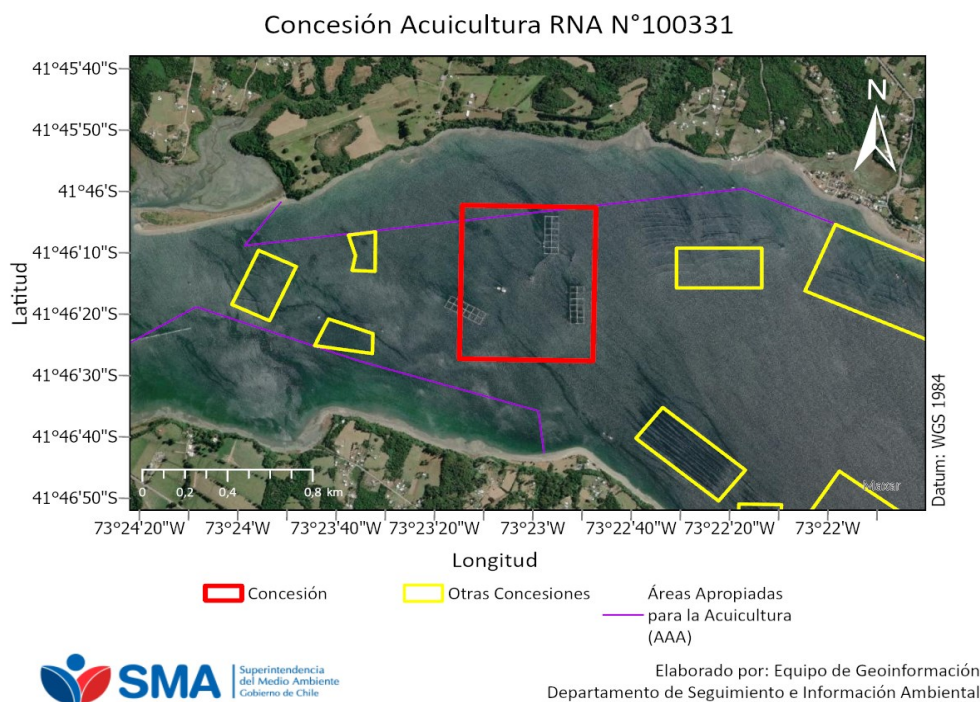 Concesión Acuicultura RNA N°100331
41°45'40"S
41°45'50"S
41°46'S
41°46'10"S
41°46'20"S
41°46'30"S
41°46'40"S
41°46'50"S
Latitud
N
Datum: WGS 1984
0 0,2 0,4 0,8 km
Maxar
73°24'20"W 73°24'W 73°23'40"W 73°23'20"W 73°23'W 73°22'40"W 73°22'20"W 73°22'W
Longitud
Concesión
Otras Concesiones
Áreas Apropiadas
para la Acuicultura
(AAA)
SMA
Superintendencia
del Medio Ambiente
Gobierno de Chile
Elaborado por: Equipo de Geoinformación
Departamento de Seguimiento e Información Ambiental